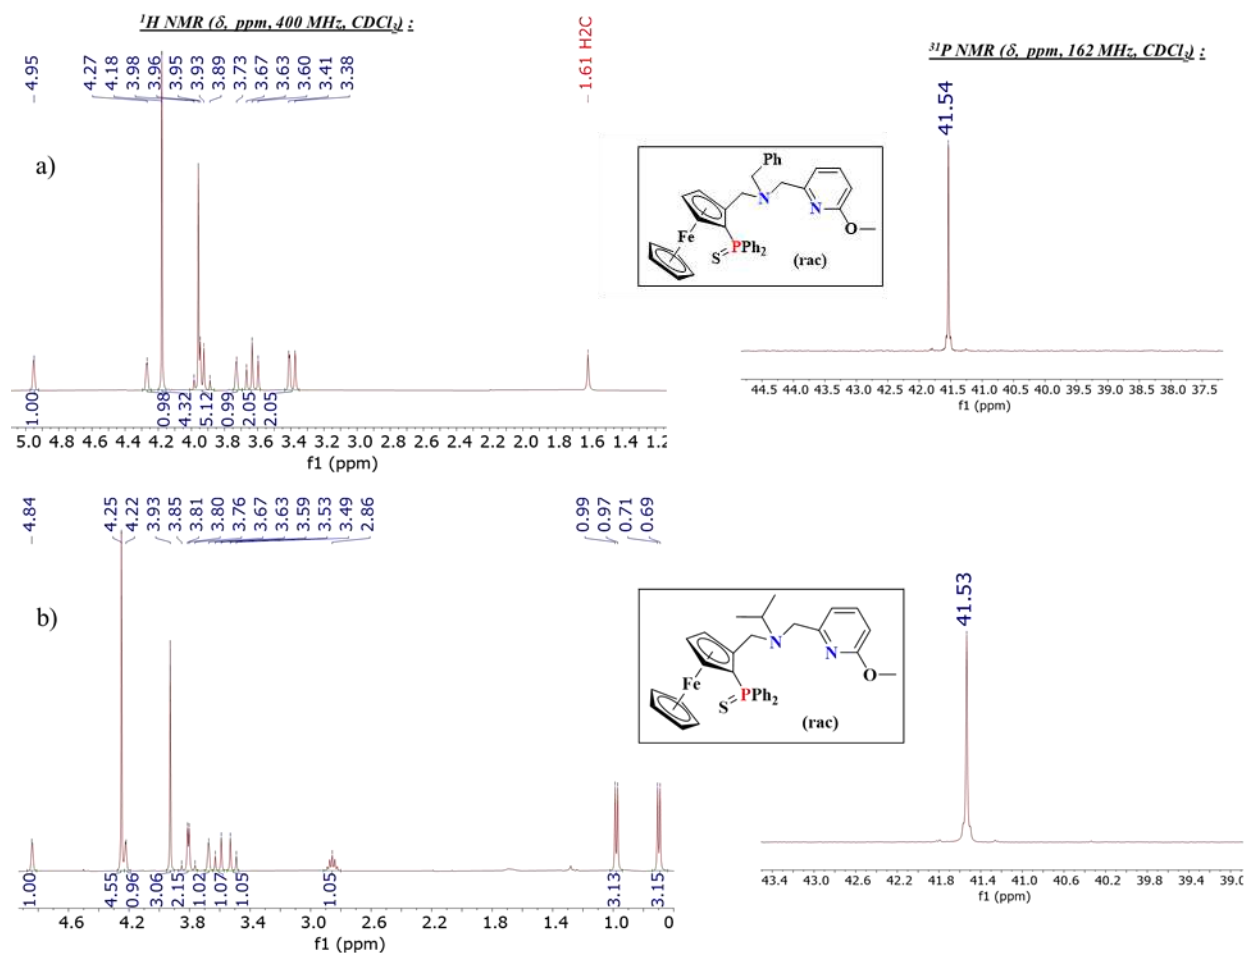 ¹H NMR (δ, ppm, 400 MHz, CDCl₃) :
³¹P NMR (δ, ppm, 162 MHz, CDCl₃) :
a)
4.95
4.27
4.18
3.98
3.96
3.95
3.93
3.89
3.73
3.67
3.63
3.60
3.41
3.38
1.61 H2C
1.00
0.98
4.32
5.12
0.99
2.05
2.05
5.0 4.8 4.6 4.4 4.2 4.0 3.8 3.6 3.4 3.2 3.0 2.8 2.6 2.4 2.2 2.0 1.8 1.6 1.4 1.2
f1 (ppm)
Ph
N
N
O
Fe
S
PPh₂
(rac)
41.54
44.5 44.0 43.5 43.0 42.5 42.0 41.5 41.0 40.5 40.0 39.5 39.0 38.5 38.0 37.5
f1 (ppm)
b)
4.84
4.25
4.22
3.93
3.85
3.81
3.80
3.76
3.67
3.63
3.59
3.53
3.49
2.86
0.99
0.97
0.71
0.69
1.00
4.55
0.96
3.06
2.15
1.02
1.07
1.05
1.05
3.13
3.15
4.6 4.2 3.8 3.4 3.0 2.6 2.2 1.8 1.4 1.0 0
f1 (ppm)
N
N
O
Fe
S
PPh₂
(rac)
41.53
43.4 43.0 42.6 42.2 41.8 41.4 41.0 40.6 40.2 39.8 39.4 39.0
f1 (ppm)